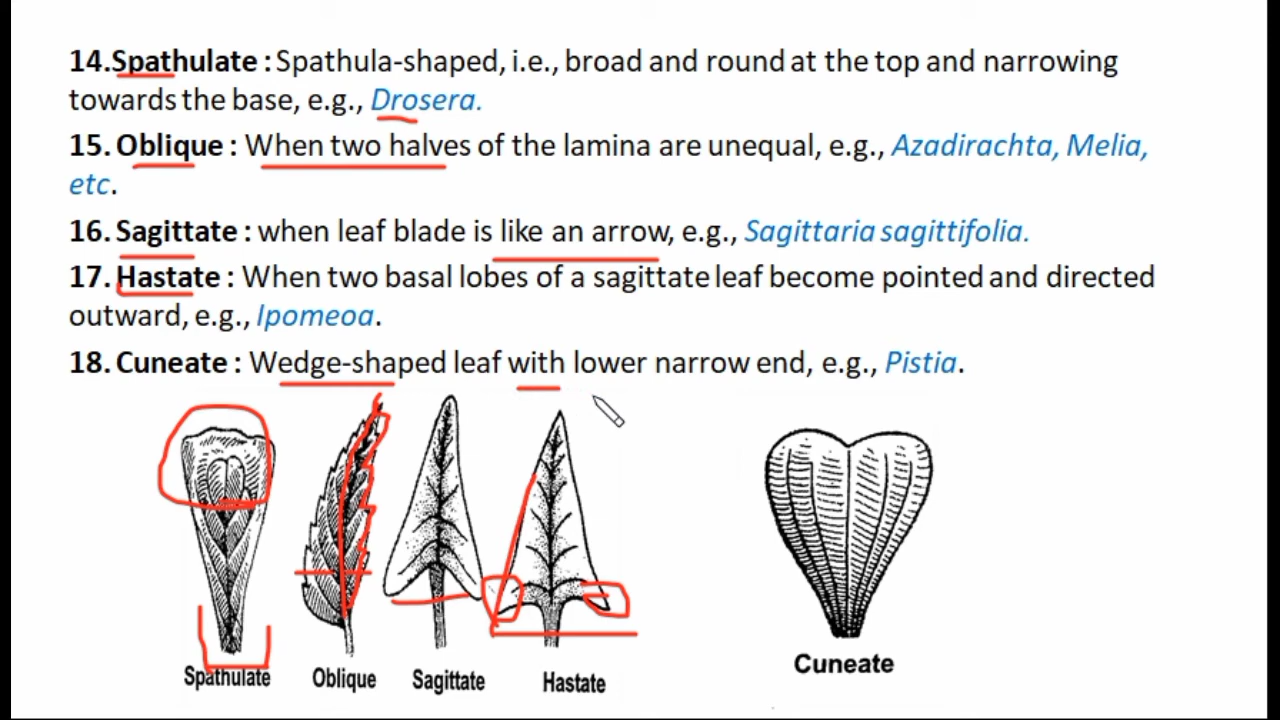 14.Spathulate : Spathula-shaped, i.e., broad and round at the top and narrowing
towards the base, e.g., Drosera.
15. Oblique : When two halves of the lamina are unequal, e.g., Azadirachta, Melia,
etc.
16. Sagittate : when leaf blade is like an arrow, e.g., Sagittaria sagittifolia.
17. Hastate : When two basal lobes of a sagittate leaf become pointed and directed
outward, e.g., Ipomeoa.
18. Cuneate : Wedge-shaped leaf with lower narrow end, e.g., Pistia.
Spathulate Oblique Sagittate Hastate
Cuneate